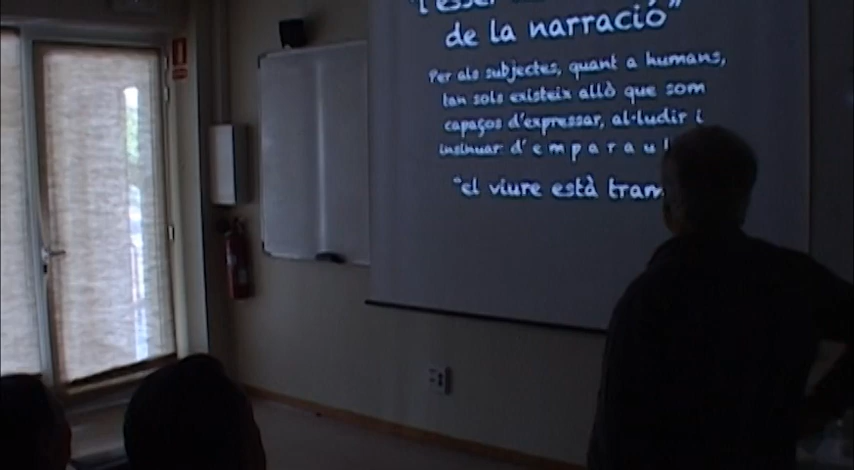 de la narració”
Per als subjectes, quant a humans,
tan sols existeix allò que som
capaços d’expressar, al·ludir i
insinuar d’ e m p a r a u l
“el viure està tram